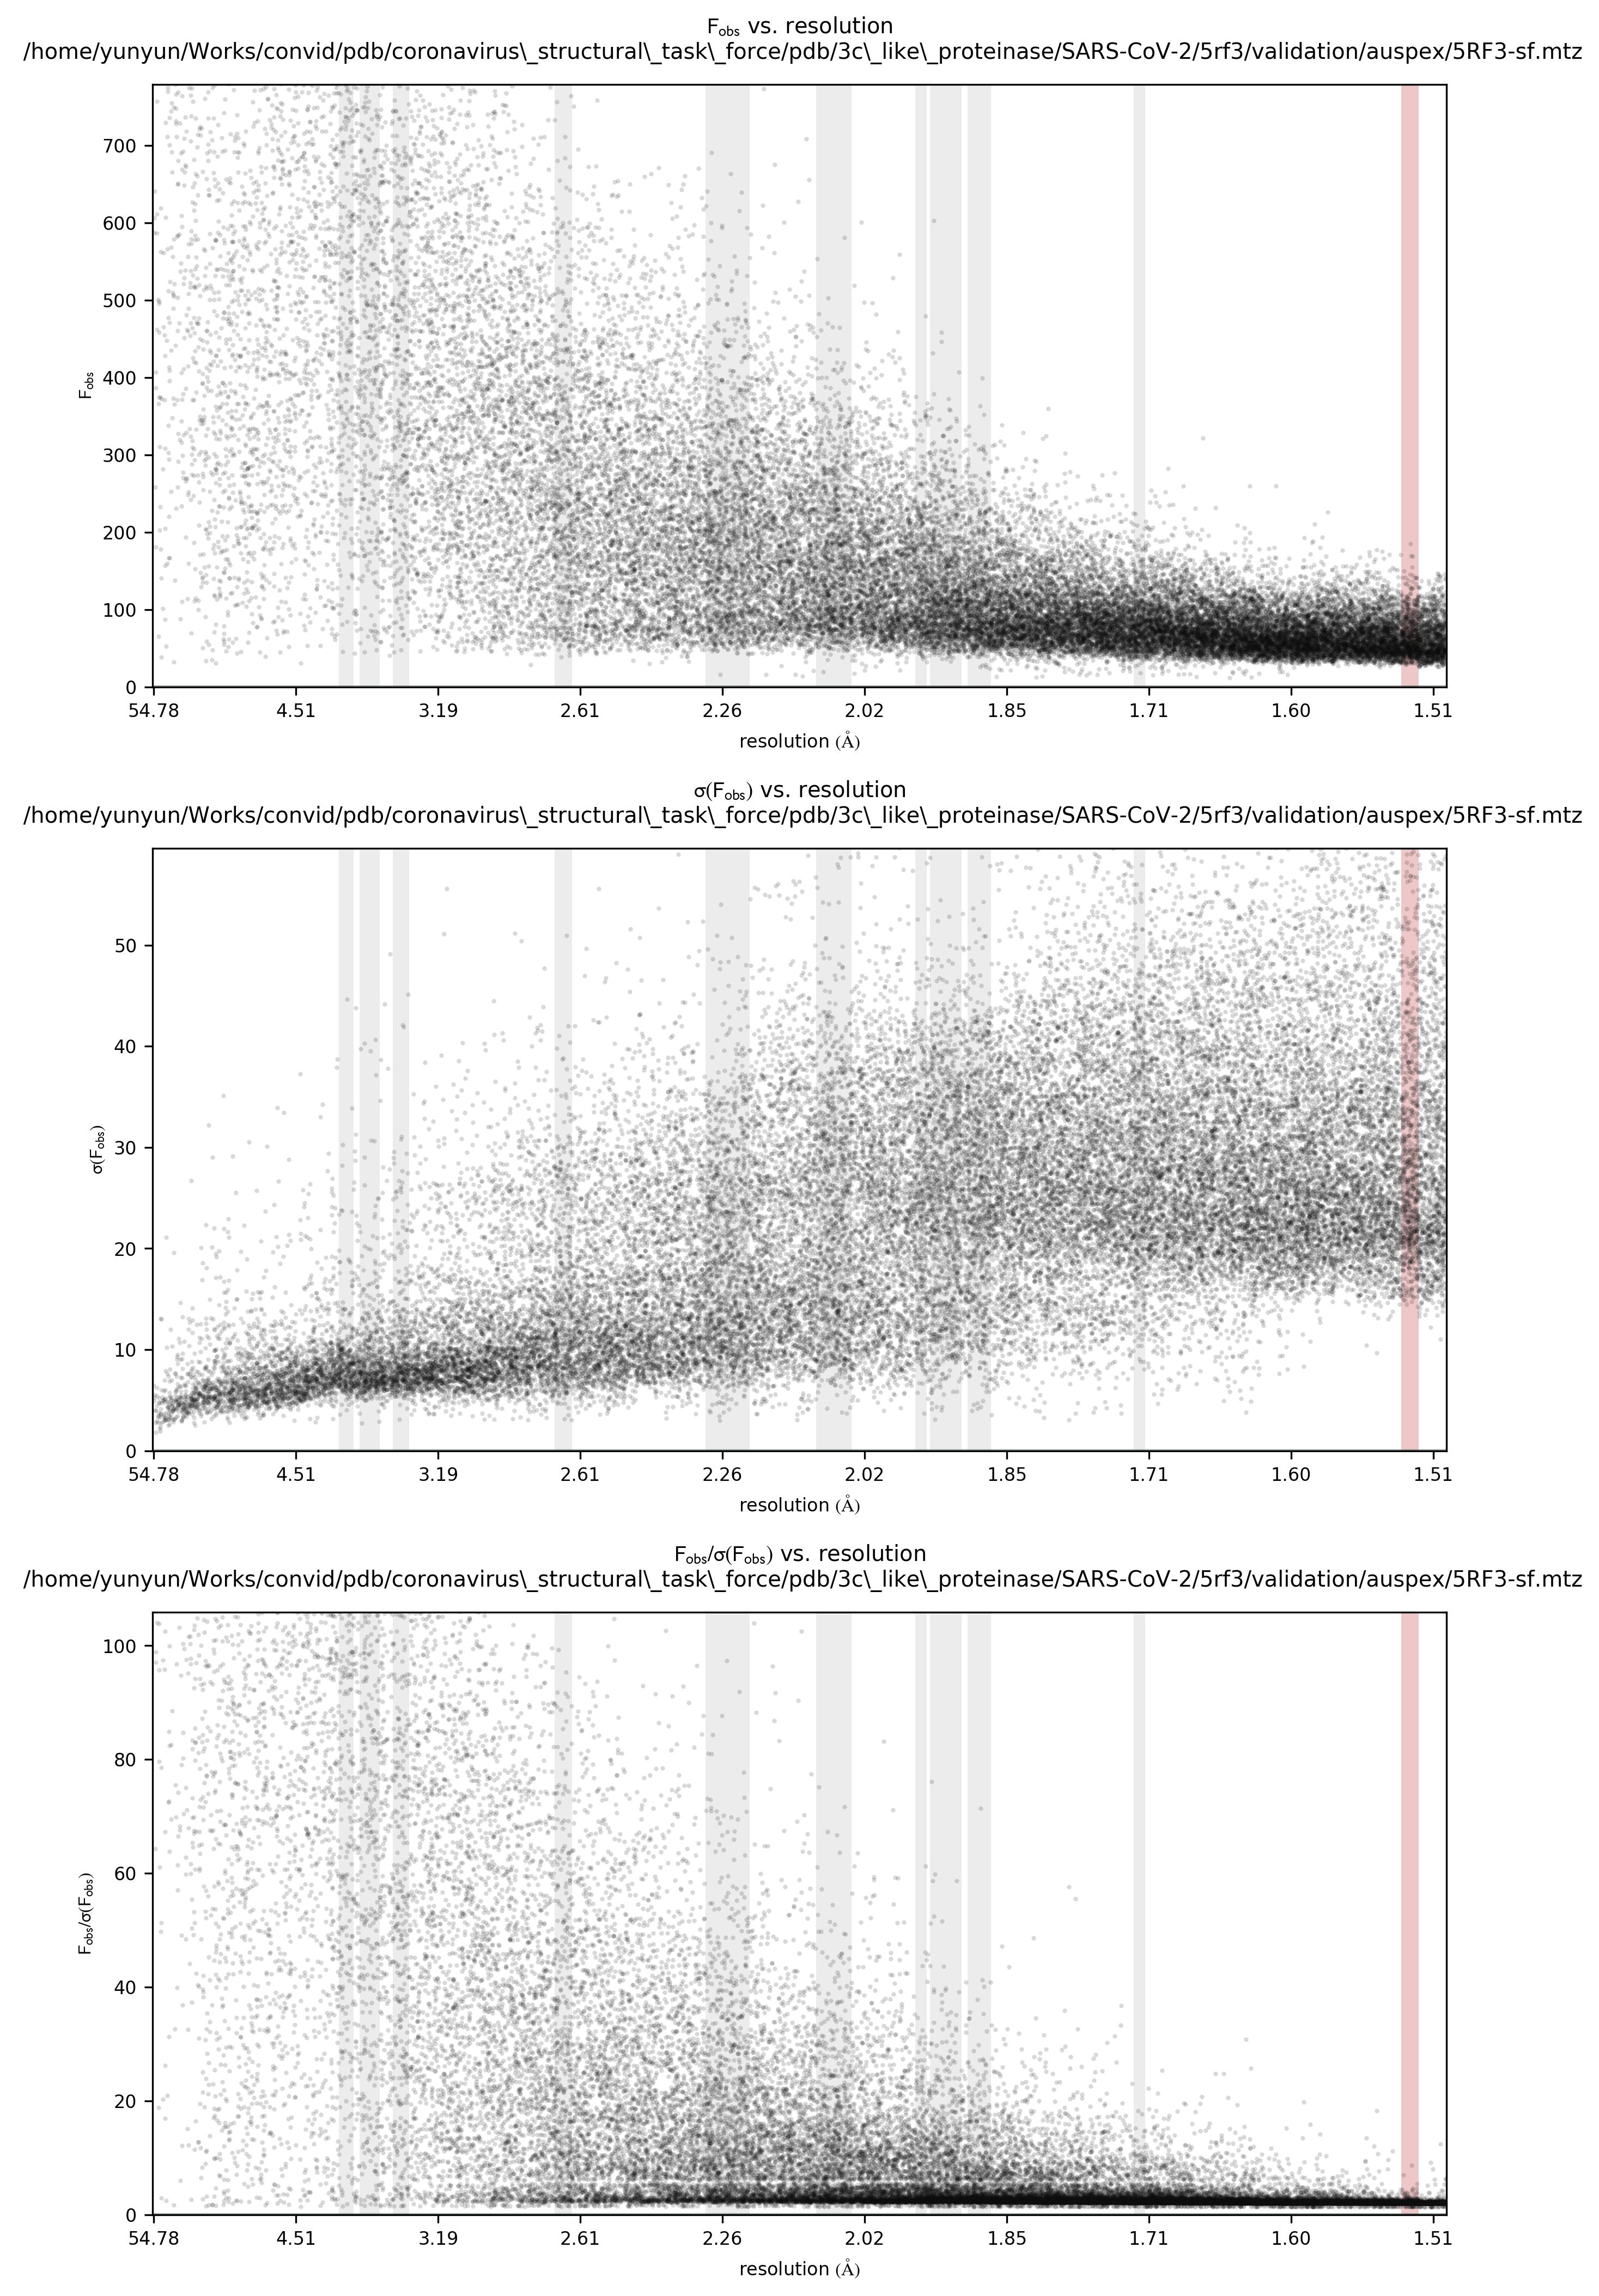 F_obs vs. resolution
/home/yunyun/Works/convid/pdb/coronavirus\_structural\_task\_force/pdb/3c\_like\_proteinase/SARS-CoV-2/5rf3/validation/auspex/5RF3-sf.mtz
700
600
500
400
300
200
100
0
F_obs
54.78 4.51 3.19 2.61 2.26 2.02 1.85 1.71 1.60 1.51
resolution (Å)
σ(F_obs) vs. resolution
/home/yunyun/Works/convid/pdb/coronavirus\_structural\_task\_force/pdb/3c\_like\_proteinase/SARS-CoV-2/5rf3/validation/auspex/5RF3-sf.mtz
50
40
30
20
10
0
σ(F_obs)
54.78 4.51 3.19 2.61 2.26 2.02 1.85 1.71 1.60 1.51
resolution (Å)
F_obs/σ(F_obs) vs. resolution
/home/yunyun/Works/convid/pdb/coronavirus\_structural\_task\_force/pdb/3c\_like\_proteinase/SARS-CoV-2/5rf3/validation/auspex/5RF3-sf.mtz
100
80
60
40
20
0
F_obs/σ(F_obs)
54.78 4.51 3.19 2.61 2.26 2.02 1.85 1.71 1.60 1.51
resolution (Å)